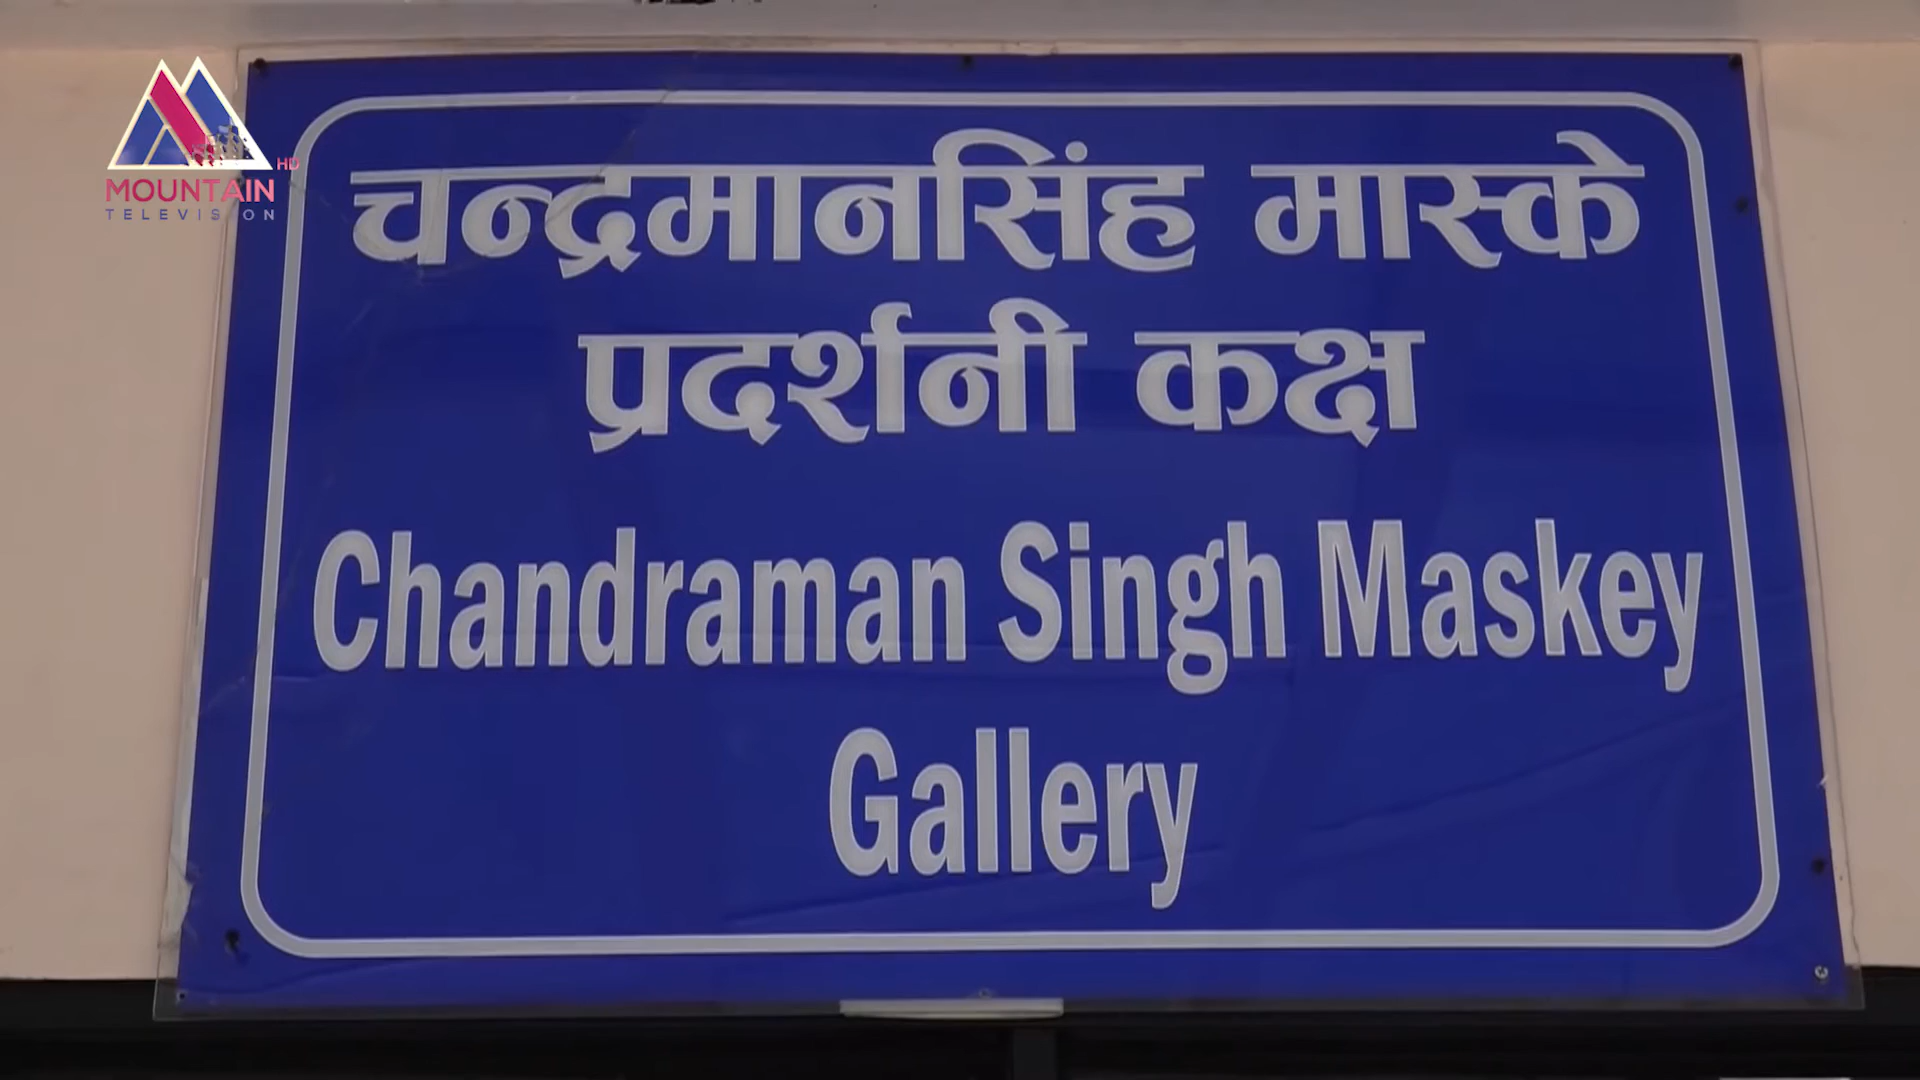 MOUNTAIN HD
TELEVISION
चन्द्रमानसिंह मास्के
प्रदर्शनी कक्ष
Chandraman Singh Maskey
Gallery